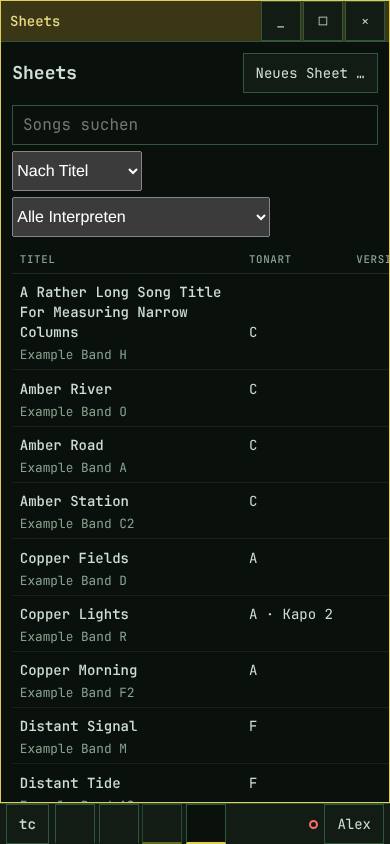 Sheets
Sheets
Neues Sheet …
Songs suchen
Nach Titel
Alle Interpreten
TITEL TONART VERSI
A Rather Long Song Title
For Measuring Narrow
Columns C
Example Band H
Amber River C
Example Band O
Amber Road C
Example Band A
Amber Station C
Example Band C2
Copper Fields A
Example Band D
Copper Lights A · Kapo 2
Example Band R
Copper Morning A
Example Band F2
Distant Signal F
Example Band M
Distant Tide F
tc Alex